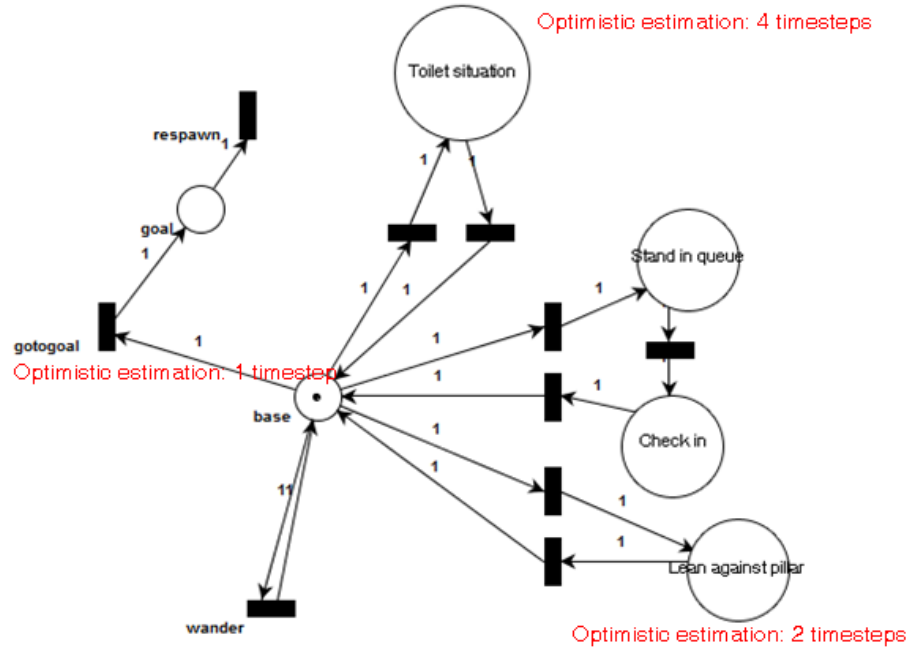 Optimistic estimation: 4 timesteps
Toilet situation
respawn
1
1
1
goal
1
Stand in queue
1
1
1
1
gotogoal
1
1
Optimistic estimation: 1 timestep
1
1
base
1
Check in
1
11
1
1
Lean against pillar
wander
Optimistic estimation: 2 timesteps